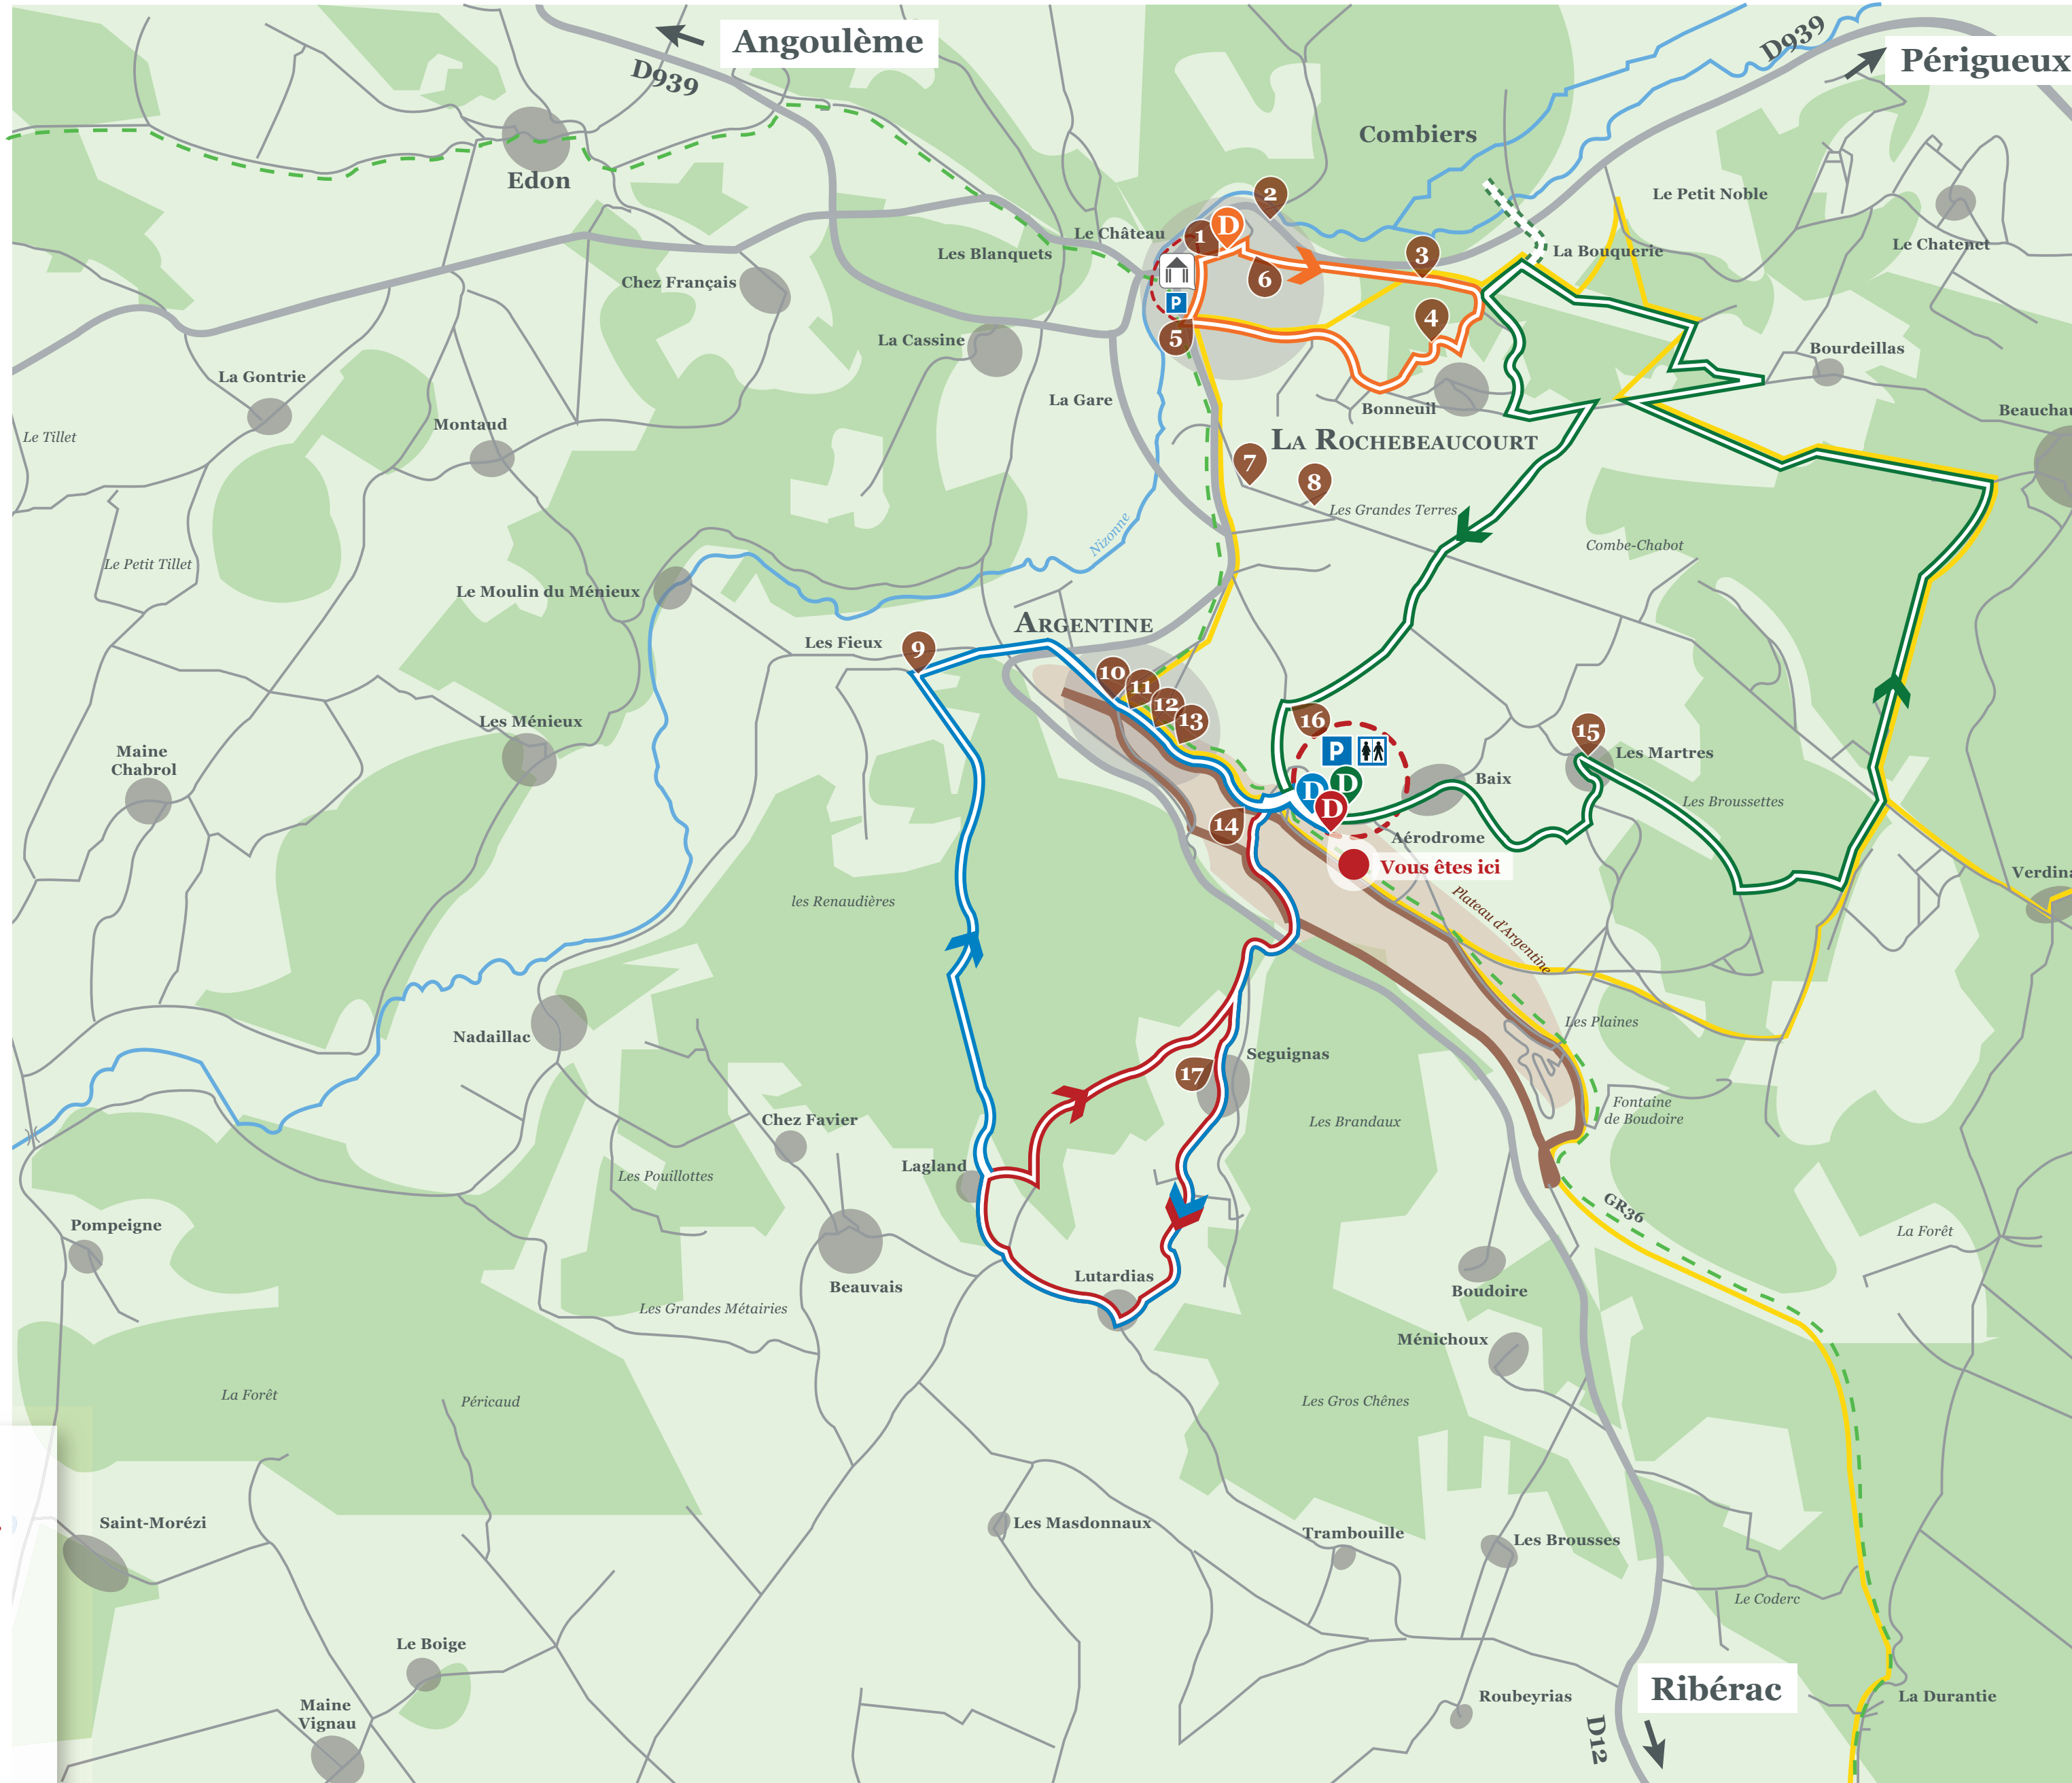 Angoulème
D939
D939
Périgueux
Combiers
Edon
Le Petit Noble
Le Château
Les Blanquets
La Bouquerie
Le Chatenet
Chez Français
1
D
2
3
6
4
P
5
La Cassine
Bourdeillas
La Gontrie
La Gare
Bonneuil
Beauchau
Montaud
Le Tillet
La Rochebeaucourt
7
8
Les Grandes Terres
Nizonne
Combe-Chabot
Le Petit Tillet
Le Moulin du Ménieux
Argentine
Les Fieux
9
10
11
12
13
16
Les Ménieux
15
Les Martres
Maine
Chabrol
P
Baix
D
D
D
Les Broussettes
14
Aérodrome
Vous êtes ici
Verdina
les Renaudières
Plateau d'Argentine
Nadaillac
Les Plaines
Seguignas
17
Fontaine
de Boudoire
Chez Favier
Les Brandaux
Lagland
Les Pouillottes
GR36
Pompeigne
La Forêt
Beauvais
Lutardias
Boudoire
Les Grandes Métairies
Ménichoux
La Forêt
Péricaud
Les Gros Chênes
Saint-Morézi
Les Masdonnaux
Trambouille
Les Brousses
Le Coderc
Le Boige
Ribérac
Roubeyrias
La Durantie
Maine
Vignau
D12